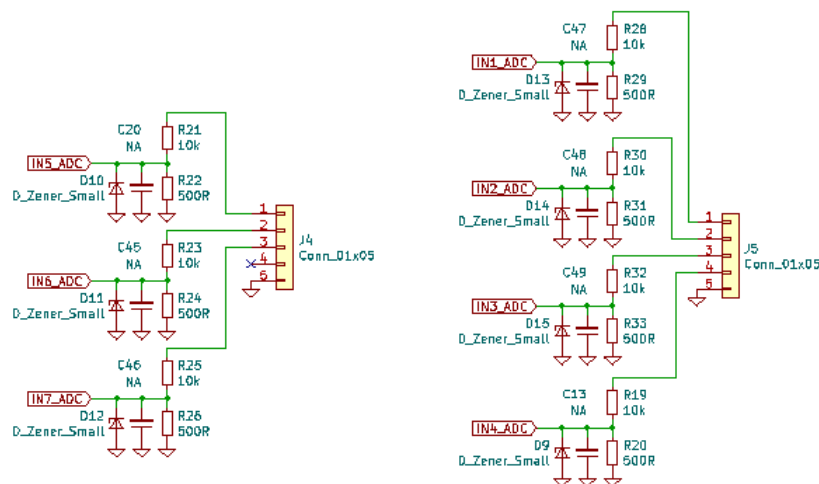 C20
NA
R21
10k
IN5_ADC
D10
D_Zener_Small
R22
500R
C45
NA
R23
10k
IN6_ADC
D11
D_Zener_Small
R24
500R
C46
NA
R25
10k
IN7_ADC
D12
D_Zener_Small
R26
500R
1
2
3
4
5
J4
Conn_01x05
C47
NA
R28
10k
IN1_ADC
D13
D_Zener_Small
R29
500R
C48
NA
R30
10k
IN2_ADC
D14
D_Zener_Small
R31
500R
C49
NA
R32
10k
IN3_ADC
D15
D_Zener_Small
R33
500R
C13
NA
R19
10k
IN4_ADC
D9
D_Zener_Small
R20
500R
1
2
3
4
5
J5
Conn_01x05